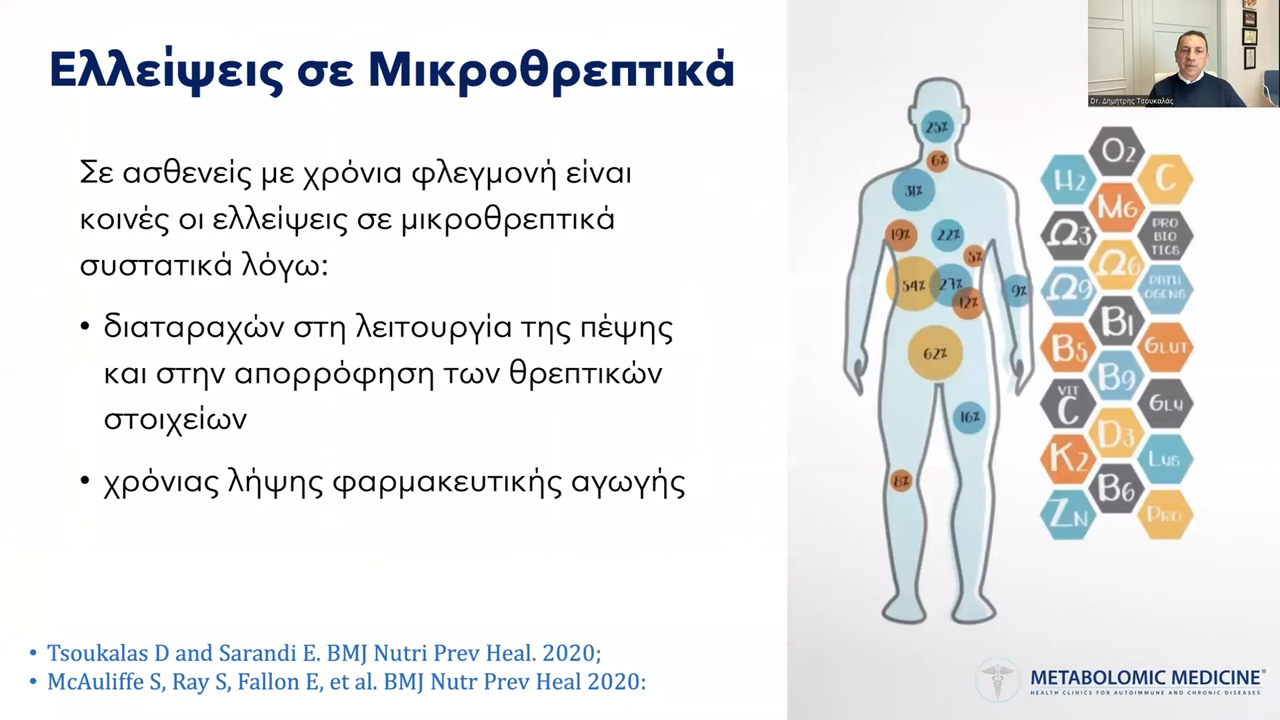 Ελλείψεις σε Μικροθρεπτικά
Σε ασθενείς με χρόνια φλεγμονή είναι
κοινές οι ελλείψεις σε μικροθρεπτικά
συστατικά λόγω:
• διαταραχών στη λειτουργία της πέψης
και στην απορρόφηση των θρεπτικών
στοιχείων
• χρόνιας λήψης φαρμακευτικής αγωγής
• Tsoukalas D and Sarandi E. BMJ Nutri Prev Heal. 2020;
• McAuliffe S, Ray S, Fallon E, et al. BMJ Nutr Prev Heal 2020:
25%
6%
31%
19%
22%
5%
54%
27%
12%
9%
62%
16%
8%
O2
H2
C
MG
Ω3
PRO
BIO
TICS
Ω6
Ω9
PATH
OGENS
B1
B5
GLUT
B9
VIT
C
GLY
D3
K2
LYS
B6
ZN
PRO
Dr. Δημήτρης Τσουκαλάς
METABOLOMIC MEDICINE®
HEALTH CLINICS FOR AUTOIMMUNE AND CHRONIC DISEASES